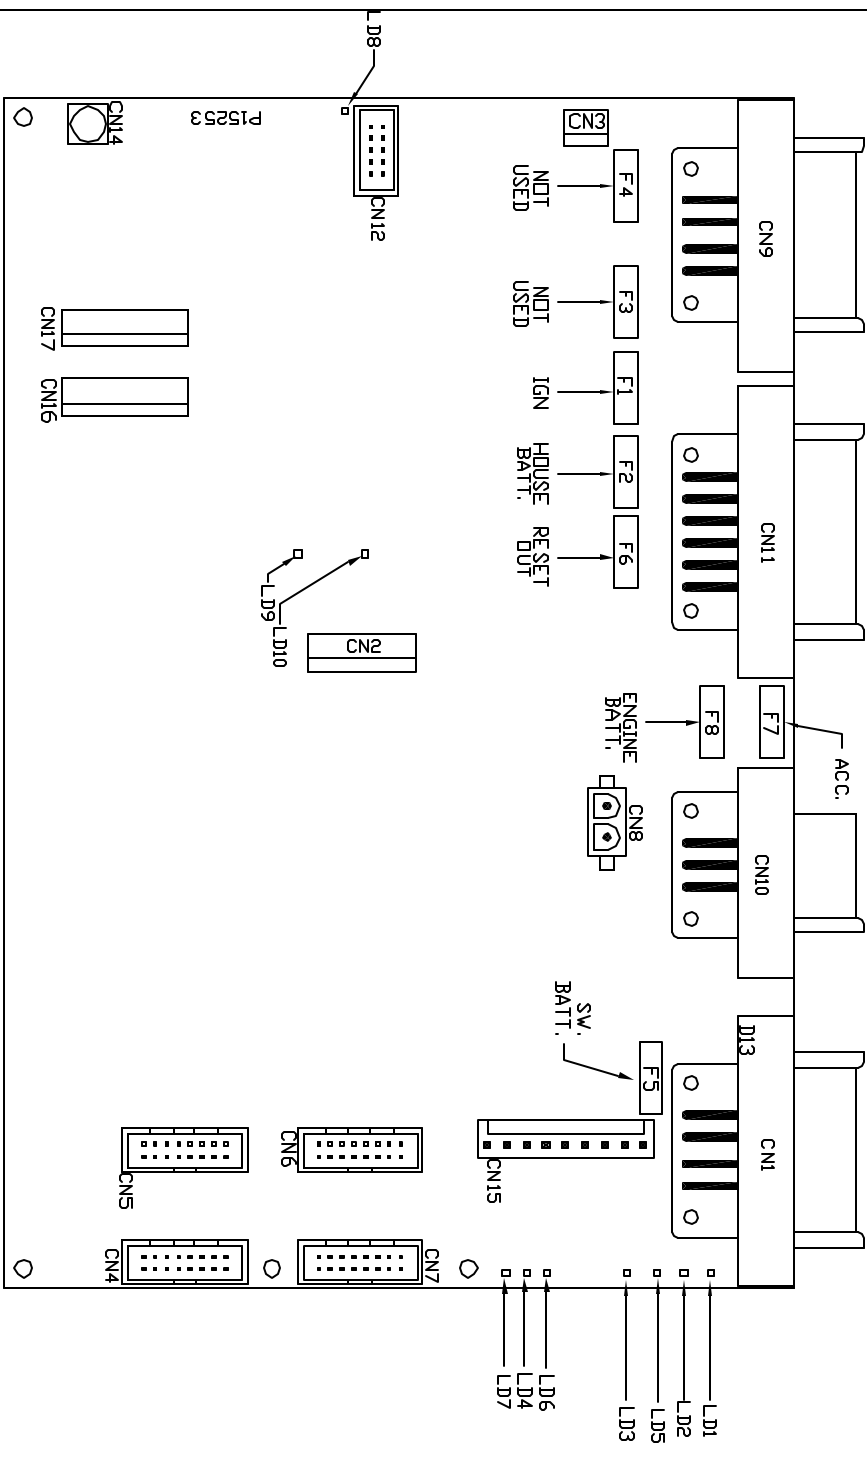 LD8
CN14
P15253
CN12
CN3
F4
NOT
USED
CN9
F3
NOT
USED
CN17
CN16
F1
IGN
F2
HOUSE
BATT.
F6
RESET
OUT
CN11
LD9
LD10
CN2
F8
ENGINE
BATT.
F7
ACC.
CN8
CN10
SW.
BATT.
F5
D13
CN1
CN5
CN6
CN15
CN4
CN7
LD7
LD4
LD6
LD3
LD5
LD2
LD1